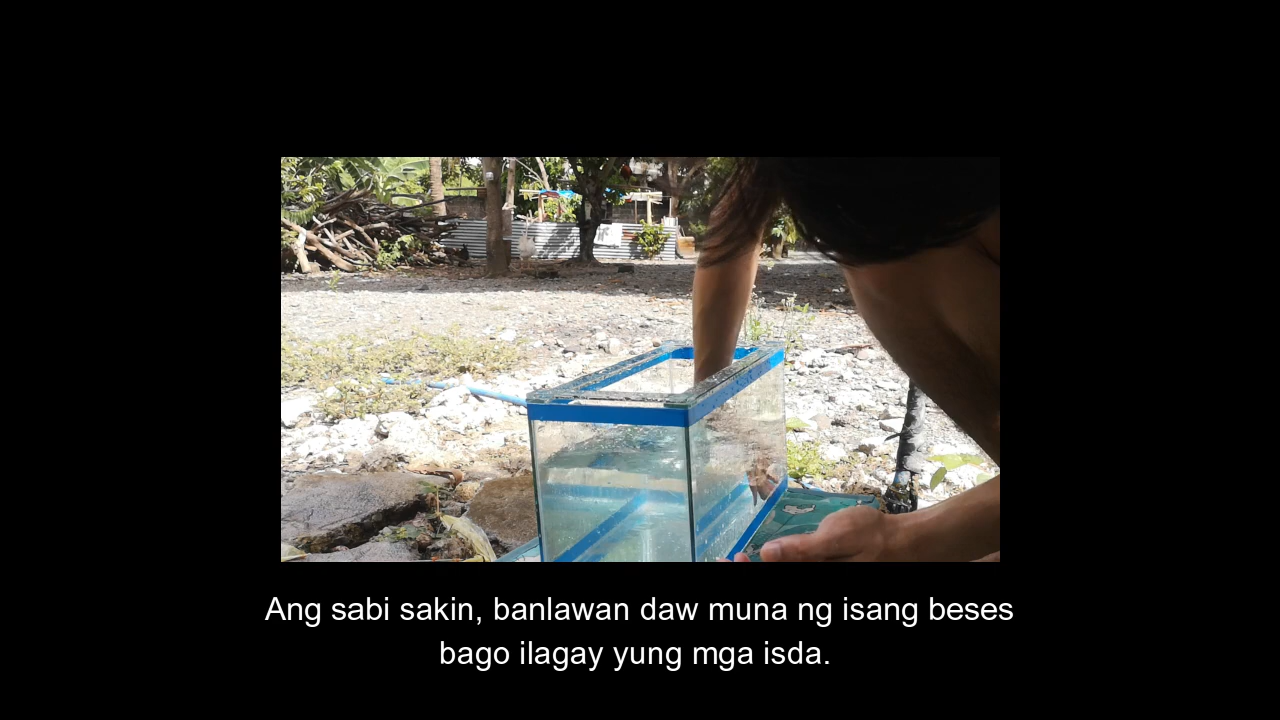 Ang sabi sakin, banlawan daw muna ng isang beses
bago ilagay yung mga isda.